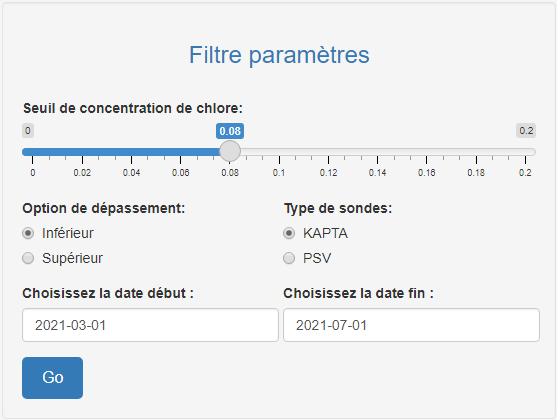 Filtre paramètres
Seuil de concentration de chlore:
0 0.08 0.2
0 0.02 0.04 0.06 0.08 0.1 0.12 0.14 0.16 0.18 0.2
Option de dépassement: Type de sondes:
Inférieur KAPTA
Supérieur PSV
Choisissez la date début : Choisissez la date fin :
2021-03-01 2021-07-01
Go